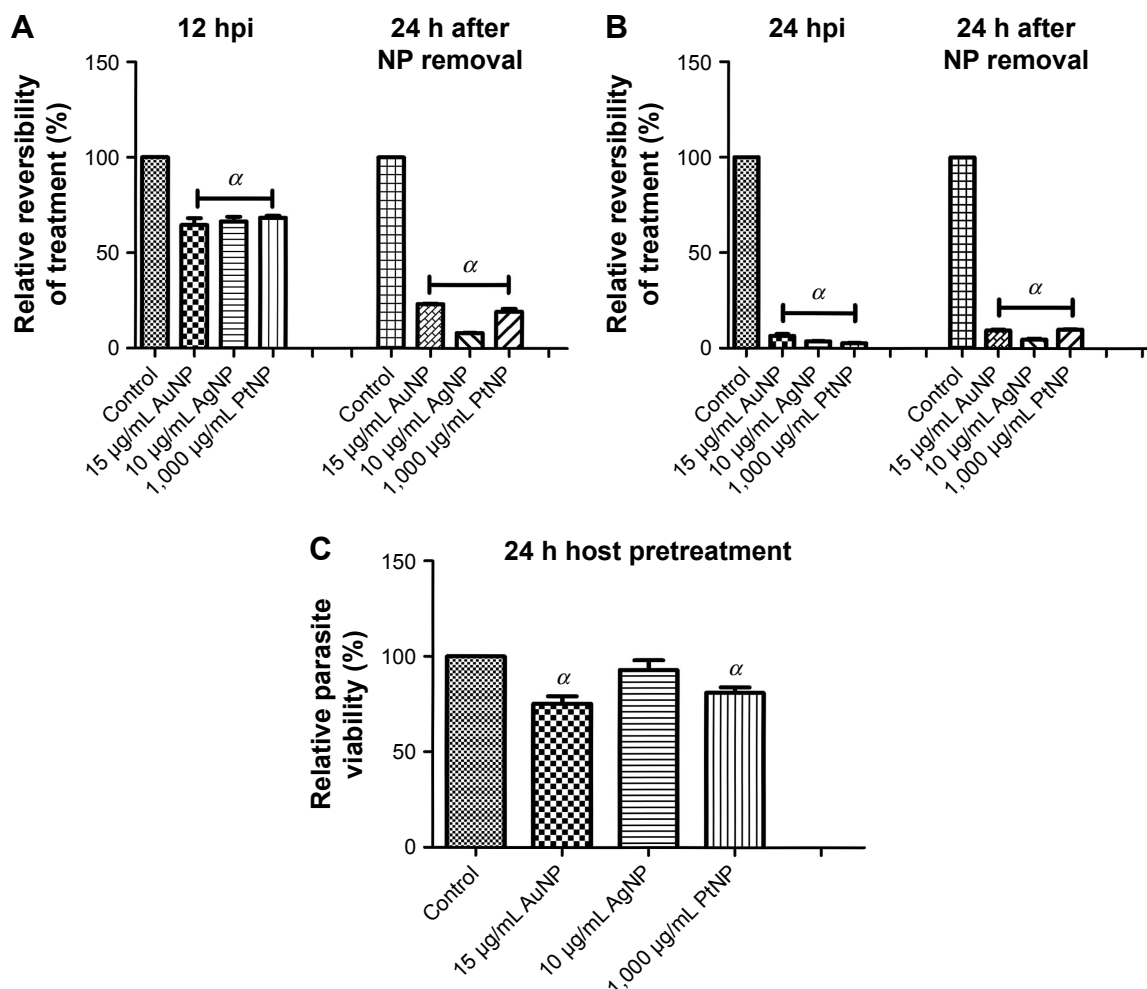 A
12 hpi
24 h after
NP removal
Relative reversibility
of treatment (%)
150
100
50
0
α
α
Control
15 µg/mL AuNP
10 µg/mL AgNP
1,000 µg/mL PtNP
Control
15 µg/mL AuNP
10 µg/mL AgNP
1,000 µg/mL PtNP
B
24 hpi
24 h after
NP removal
Relative reversibility
of treatment (%)
150
100
50
0
α
α
Control
15 µg/mL AuNP
10 µg/mL AgNP
1,000 µg/mL PtNP
Control
15 µg/mL AuNP
10 µg/mL AgNP
1,000 µg/mL PtNP
C
24 h host pretreatment
Relative parasite
viability (%)
150
100
50
0
α
α
Control
15 µg/mL AuNP
10 µg/mL AgNP
1,000 µg/mL PtNP